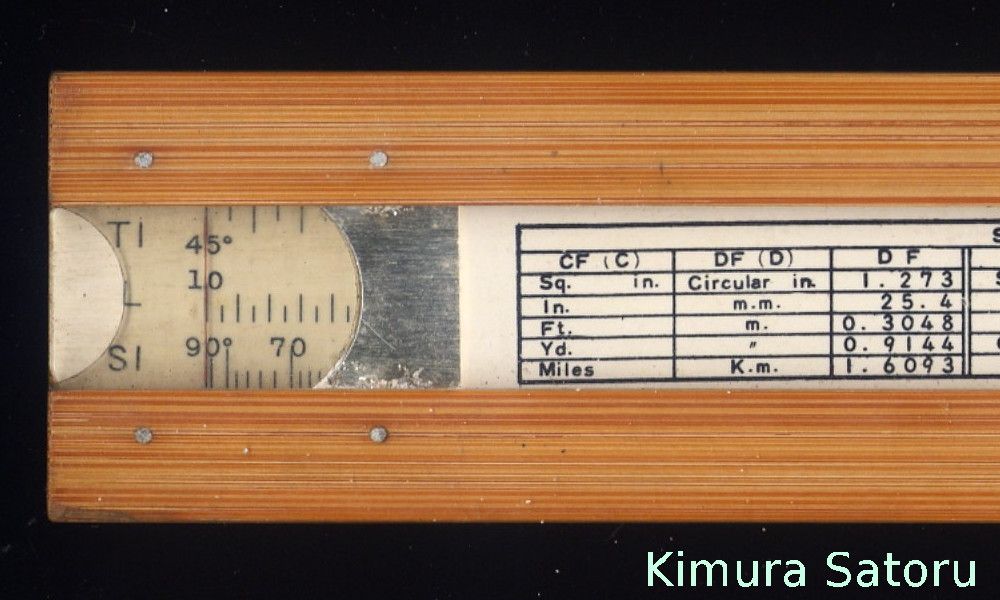 TI 45°
10
L
SI 90° 70
S
CF (C) DF (D) D F
Sq. in. Circular in. 1.273
In. m.m. 25.4
Ft. m. 0.3048
Yd. " 0.9144
Miles K.m. 1.6093
Kimura Satoru